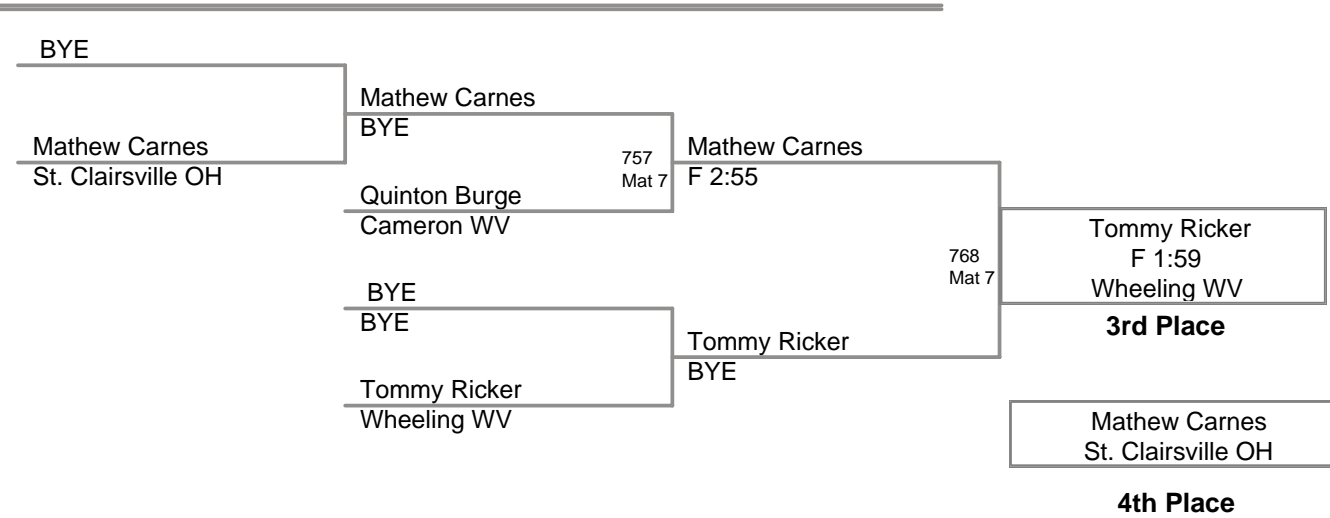 BYE
Mathew Carnes
St. Clairsville OH
Mathew Carnes
BYE
Quinton Burge
Cameron WV
757
Mat 7
BYE
BYE
Tommy Ricker
Wheeling WV
Mathew Carnes
F 2:55
Tommy Ricker
BYE
768
Mat 7
Tommy Ricker
F 1:59
Wheeling WV
3rd Place
Mathew Carnes
St. Clairsville OH
4th Place